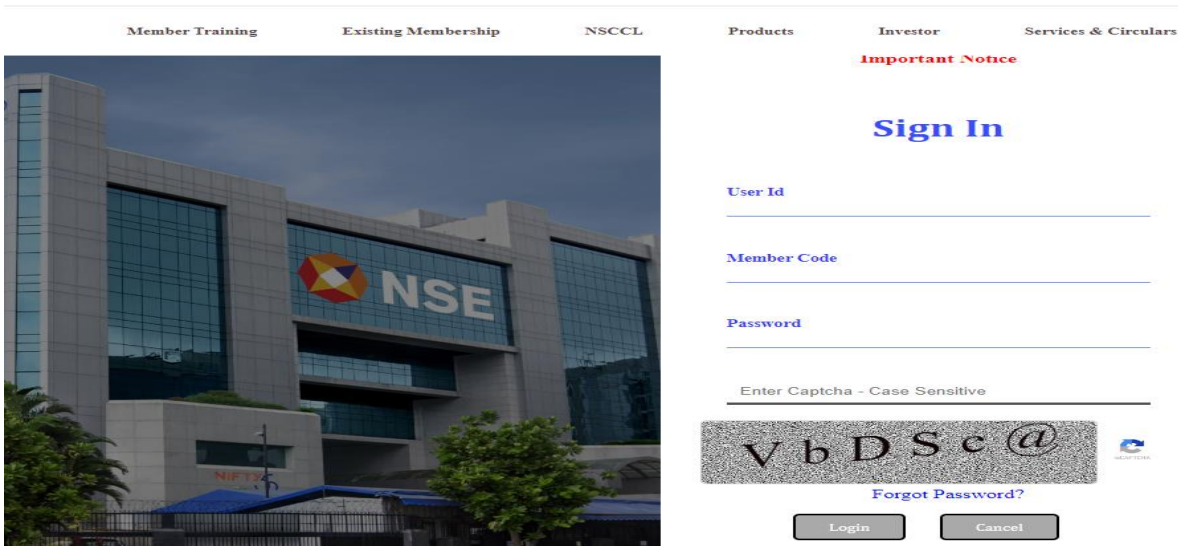 Member Training Existing Membership NSCCL Products Investor Services & Circulars
Important Notice
Sign In
User Id
Member Code
NSE
Password
Enter Captcha - Case Sensitive
V b D S c @
NIFTY
Forgot Password?
Login Cancel